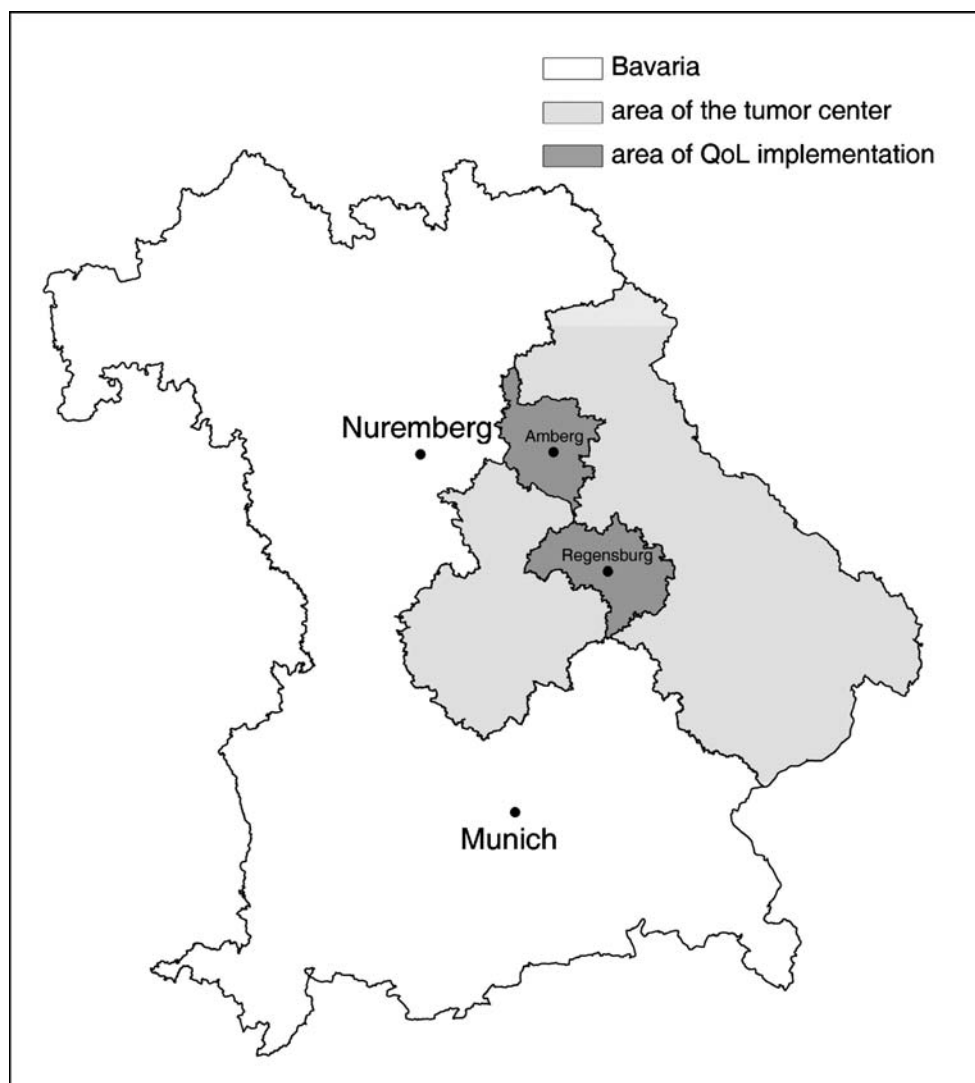 Bavaria
area of the tumor center
area of QoL implementation
Nuremberg
Amberg
Regensburg
Munich